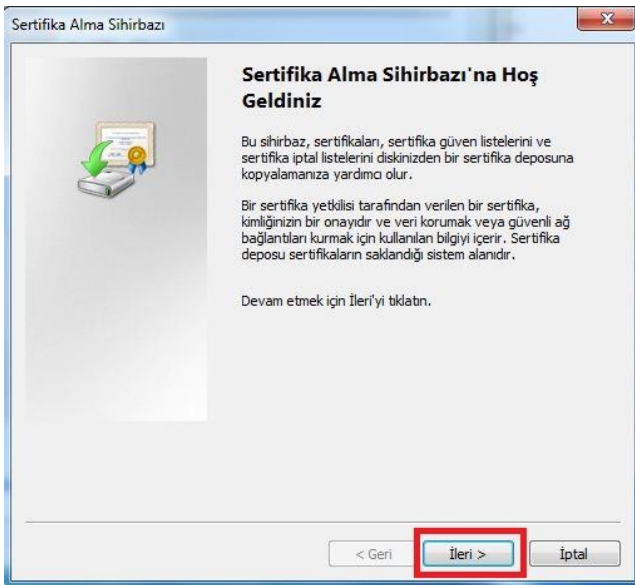 Sertifika Alma Sihirbazı
Sertifika Alma Sihirbazı'na Hoş
Geldiniz
Bu sihirbaz, sertifikaları, sertifika güven listelerini ve
sertifika iptal listelerini diskinizden bir sertifika deposuna
kopyalamanıza yardımcı olur.
Bir sertifika yetkilisi tarafından verilen bir sertifika,
kimliğinizin bir onayıdır ve veri korumak veya güvenli ağ
bağlantıları kurmak için kullanılan bilgiyi içerir. Sertifika
deposu sertifikaların saklandığı sistem alanıdır.
Devam etmek için İleri'yi tıklatın.
< Geri İleri > İptal